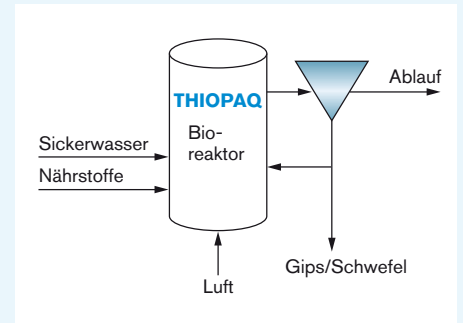 Ablauf
THIOPAQ
Bio-
reaktor
Sickerwasser
Nährstoffe
Gips/Schwefel
Luft